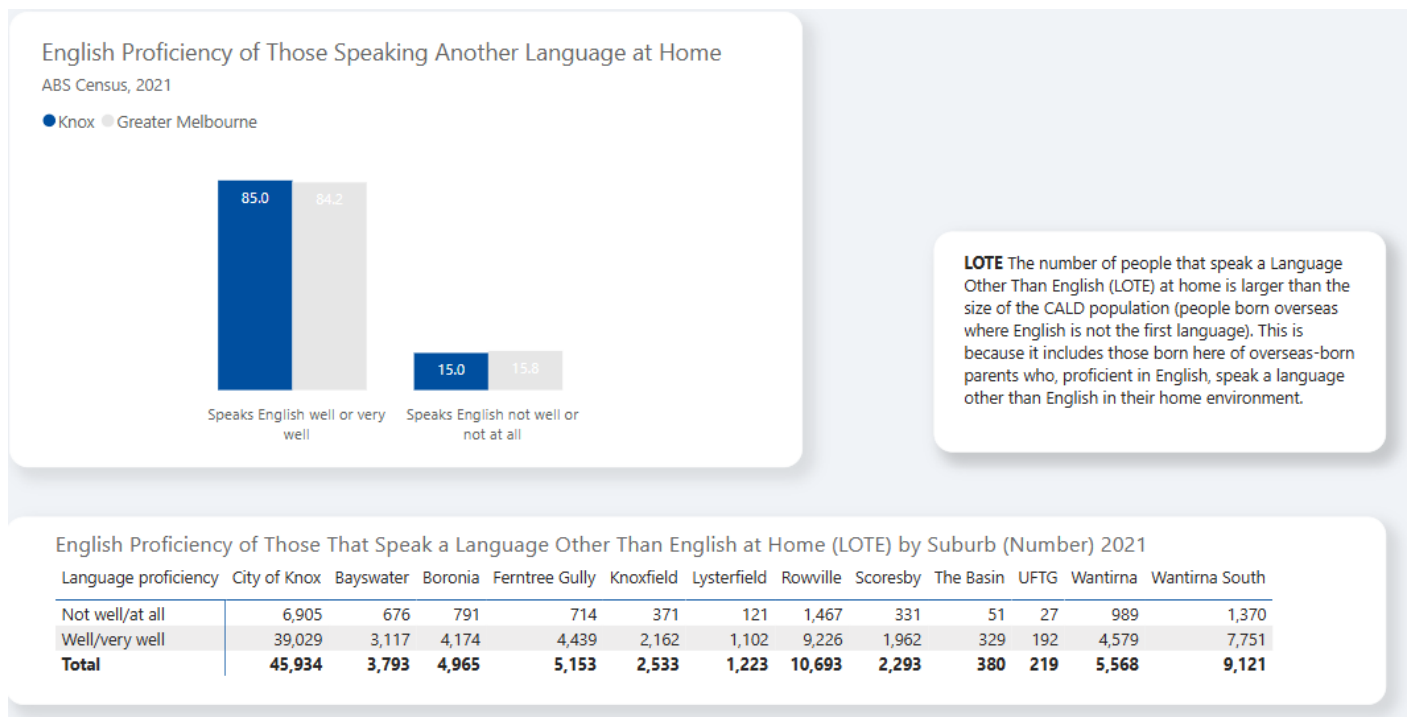 English Proficiency of Those Speaking Another Language at Home
ABS Census, 2021
Knox Greater Melbourne
85.0 84.2
15.0 15.8
Speaks English well or very well
Speaks English not well or not at all
LOTE The number of people that speak a Language
Other Than English (LOTE) at home is larger than the
size of the CALD population (people born overseas
where English is not the first language). This is
because it includes those born here of overseas-born
parents who, proficient in English, speak a language
other than English in their home environment.
English Proficiency of Those That Speak a Language Other Than English at Home (LOTE) by Suburb (Number) 2021
Language proficiency City of Knox Bayswater Boronia Ferntree Gully Knoxfield Lysterfield Rowville Scoresby The Basin UFTG Wantirna Wantirna South
Not well/at all 6,905 676 791 714 371 121 1,467 331 51 27 989 1,370
Well/very well 39,029 3,117 4,174 4,439 2,162 1,102 9,226 1,962 329 192 4,579 7,751
Total 45,934 3,793 4,965 5,153 2,533 1,223 10,693 2,293 380 219 5,568 9,121